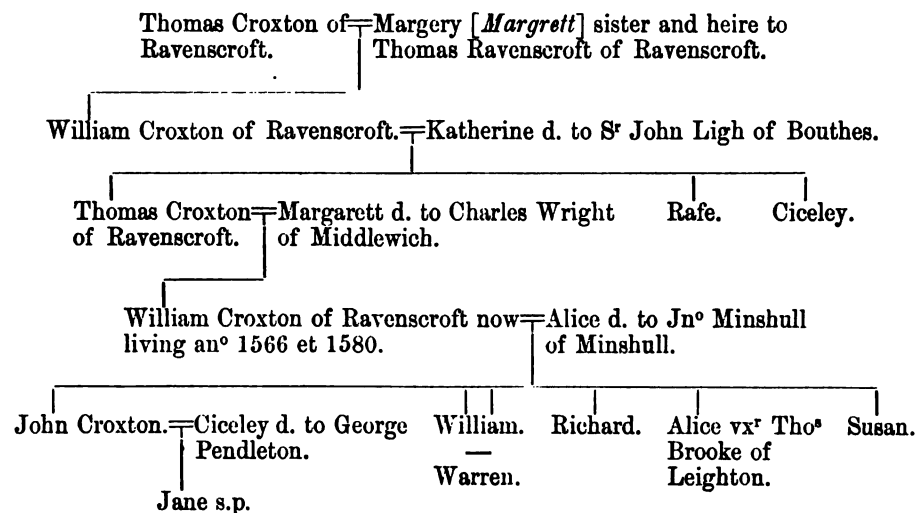 Thomas Croxton of Margery [Margrett] sister and heire to
Ravenscroft. Thomas Ravenscroft of Ravenscroft.
William Croxton of Ravenscroft. Katherine d. to Sʳ John Ligh of Bouthes.
Thomas Croxton Margarett d. to Charles Wright Rafe. Ciceley.
of Ravenscroft. of Middlewich.
William Croxton of Ravenscroft now Alice d. to Jnᵒ Minshull
living anᵒ 1566 et 1580. of Minshull.
John Croxton. Ciceley d. to George William. Richard. Alice vxʳ Thoˢ Susan.
Pendleton. — Brooke of
Warren. Leighton.
Jane s.p.